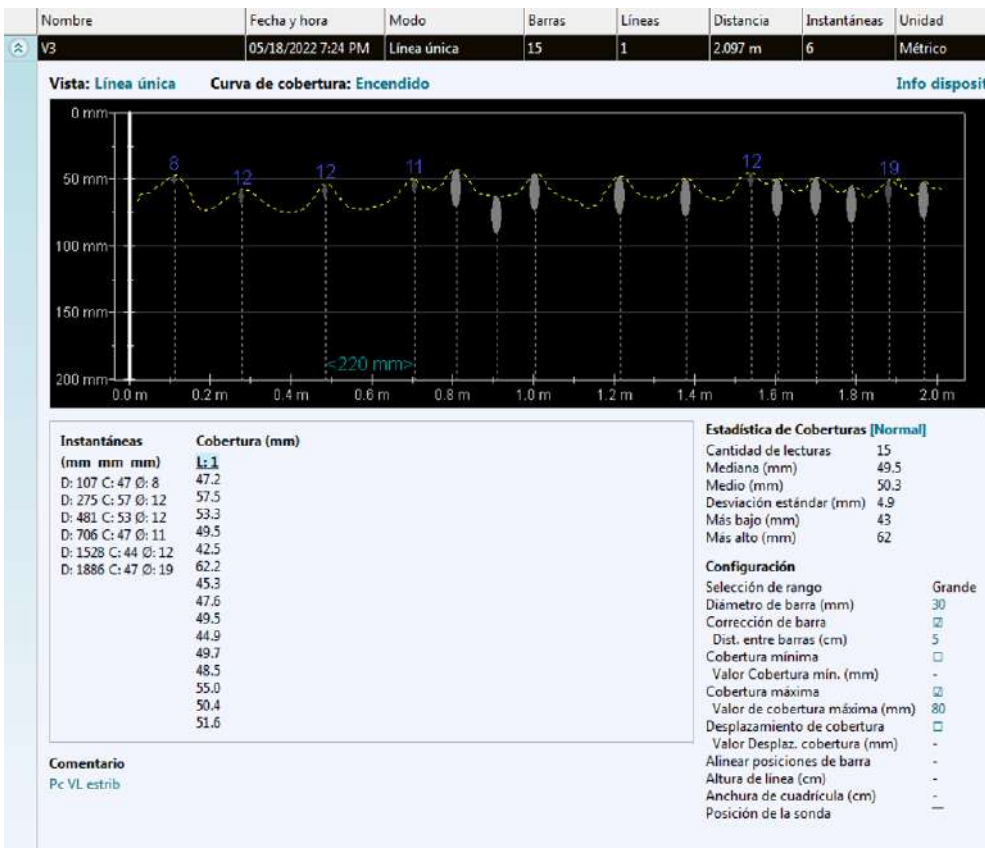 Nombre Fecha y hora Modo Barras Líneas Distancia Instantáneas Unidad
V3 05/18/2022 7:24 PM Línea única 15 1 2.097 m 6 Métrico
Vista: Línea única Curva de cobertura: Encendido Info disposit
0 mm
50 mm
100 mm
150 mm
200 mm
8 12 12 11 12 19
<220 mm>
0.0 m 0.2 m 0.4 m 0.6 m 0.8 m 1.0 m 1.2 m 1.4 m 1.6 m 1.8 m 2.0 m
Instantáneas
(mm mm mm)
D: 107 C: 47 Ø: 8
D: 275 C: 57 Ø: 12
D: 481 C: 53 Ø: 12
D: 706 C: 47 Ø: 11
D: 1528 C: 44 Ø: 12
D: 1886 C: 47 Ø: 19
Cobertura (mm)
L: 1
47.2
57.5
53.3
49.5
42.5
62.2
45.3
47.6
49.5
44.9
49.7
48.5
55.0
50.4
51.6
Estadística de Coberturas [Normal]
Cantidad de lecturas 15
Mediana (mm) 49.5
Medio (mm) 50.3
Desviación estándar (mm) 4.9
Más bajo (mm) 43
Más alto (mm) 62
Configuración
Selección de rango Grande
Diámetro de barra (mm) 30
Corrección de barra ☑
Dist. entre barras (cm) 5
Cobertura mínima ☐
Valor Cobertura mín. (mm) -
Cobertura máxima ☑
Valor de cobertura máxima (mm) 80
Desplazamiento de cobertura ☐
Valor Desplaz. cobertura (mm) -
Alinear posiciones de barra -
Altura de línea (cm) -
Anchura de cuadrícula (cm) -
Posición de la sonda —
Comentario
Pc VL estrib